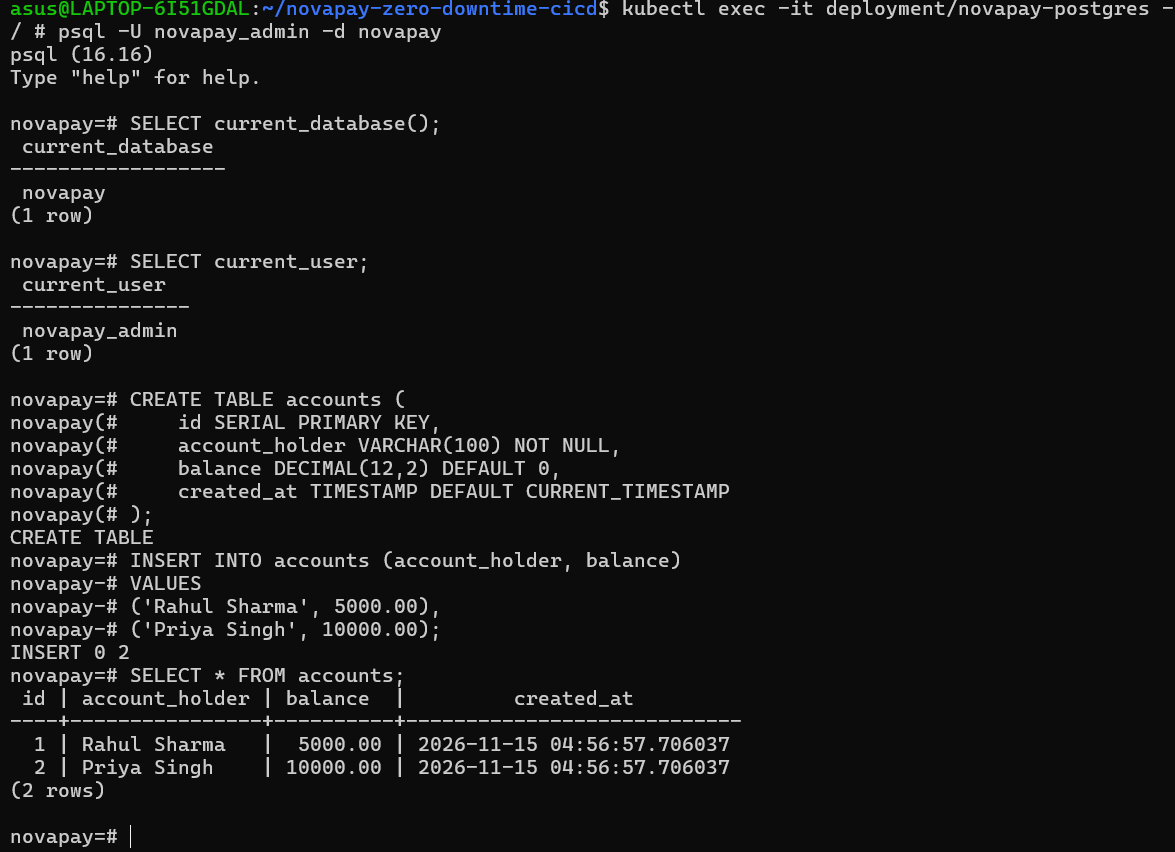 asus@LAPTOP-6I51GDAL:~/novapay-zero-downtime-cicd$ kubectl exec -it deployment/novapay-postgres -
/ # psql -U novapay_admin -d novapay
psql (16.16)
Type "help" for help.

novapay=# SELECT current_database();
 current_database
------------------
 novapay
(1 row)

novapay=# SELECT current_user;
 current_user
---------------
 novapay_admin
(1 row)

novapay=# CREATE TABLE accounts (
novapay(#     id SERIAL PRIMARY KEY,
novapay(#     account_holder VARCHAR(100) NOT NULL,
novapay(#     balance DECIMAL(12,2) DEFAULT 0,
novapay(#     created_at TIMESTAMP DEFAULT CURRENT_TIMESTAMP
novapay(# );
CREATE TABLE
novapay=# INSERT INTO accounts (account_holder, balance)
novapay-# VALUES
novapay-# ('Rahul Sharma', 5000.00),
novapay-# ('Priya Singh', 10000.00);
INSERT 0 2
novapay=# SELECT * FROM accounts;
 id | account_holder | balance  |         created_at
----+----------------+----------+----------------------------
  1 | Rahul Sharma   |  5000.00 | 2026-11-15 04:56:57.706037
  2 | Priya Singh    | 10000.00 | 2026-11-15 04:56:57.706037
(2 rows)

novapay=#